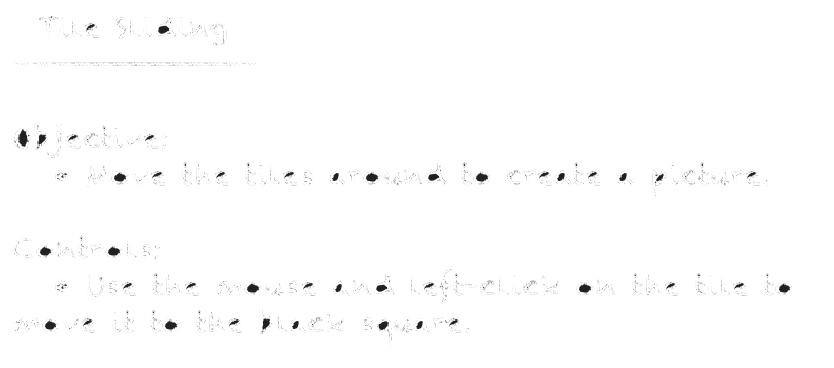 Tile Sliding
Objective:
• Move the tiles around to create a picture.
Controls:
• Use the mouse and left-click on the tile to
move it to the black square.